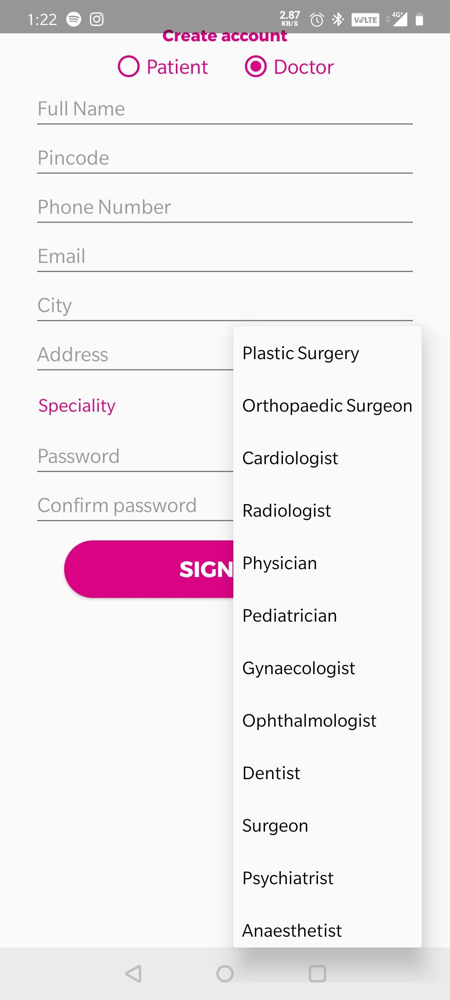 1:22
2.87
KB/S
VoLTE
4G+
Create account
Patient
Doctor
Full Name
Pincode
Phone Number
Email
City
Address
Speciality
Password
Confirm password
SIGN
Plastic Surgery
Orthopaedic Surgeon
Cardiologist
Radiologist
Physician
Pediatrician
Gynaecologist
Ophthalmologist
Dentist
Surgeon
Psychiatrist
Anaesthetist